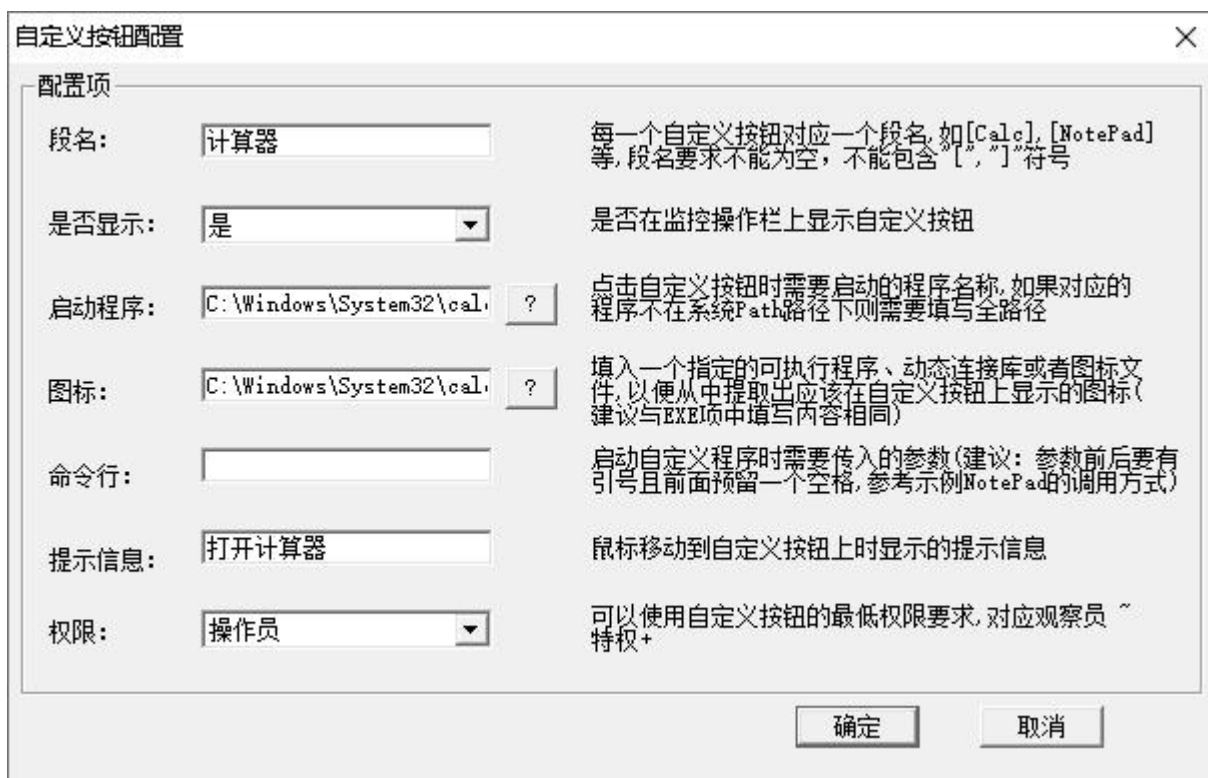 自定义按钮配置
配置项
段名:
计算器
每一个自定义按钮对应一个段名,如[Calc],[NotePad]
等,段名要求不能为空，不能包含"[","]"符号
是否显示:
是
是否在监控操作栏上显示自定义按钮
启动程序:
C:\Windows\System32\cal
?
点击自定义按钮时需要启动的程序名称,如果对应的
程序不在系统Path路径下则需要填写全路径
图标:
C:\Windows\System32\cal
?
填入一个指定的可执行程序、动态连接库或者图标文
件,以便从中提取出应该在自定义按钮上显示的图标(
建议与EXE项中填写内容相同)
命令行:
启动自定义程序时需要传入的参数(建议: 参数前后要有
引号且前面预留一个空格,参考示例NotePad的调用方式)
提示信息:
打开计算器
鼠标移动到自定义按钮上时显示的提示信息
权限:
操作员
可以使用自定义按钮的最低权限要求,对应观察员 ~
特权+
确定
取消